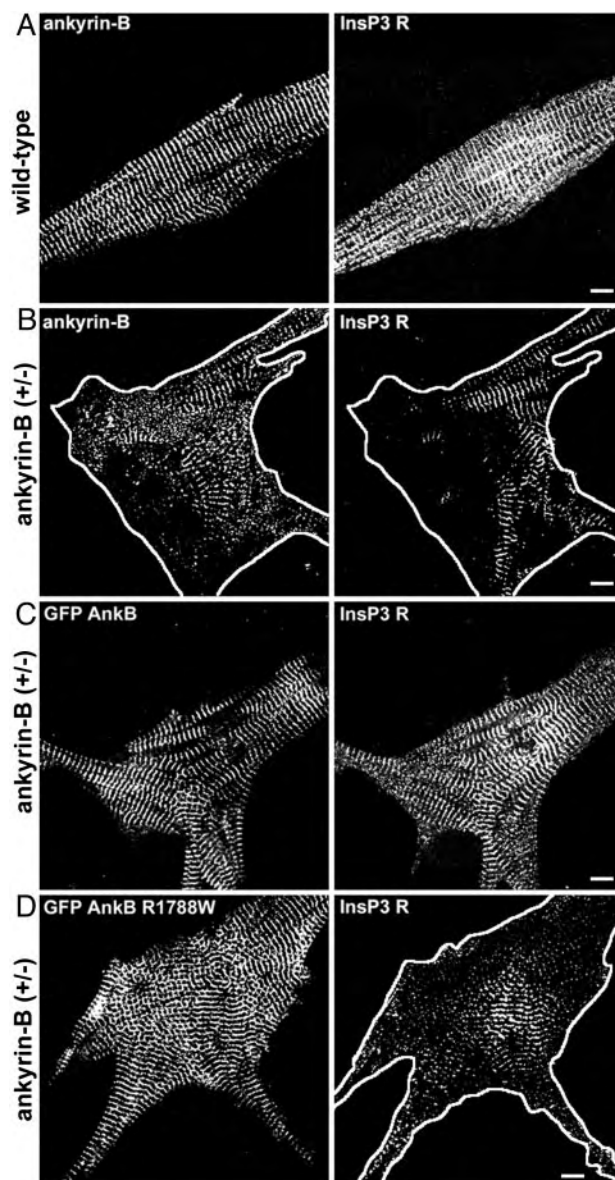 A
ankyrin-B
InsP3 R
wild-type
B
ankyrin-B
InsP3 R
ankyrin-B (+/-)
C
GFP AnkB
InsP3 R
ankyrin-B (+/-)
D
GFP AnkB R1788W
InsP3 R
ankyrin-B (+/-)